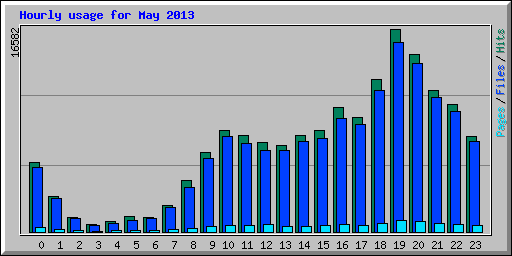 Hourly usage for May 2013
16582
Pages / Files / Hits
0 1 2 3 4 5 6 7 8 9 10 11 12 13 14 15 16 17 18 19 20 21 22 23